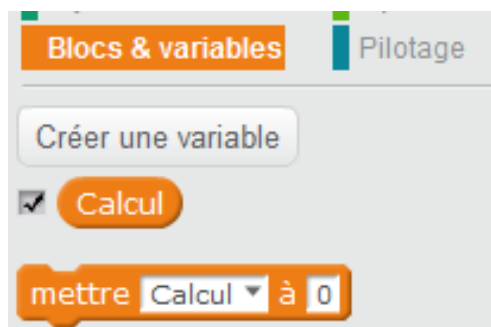 Blocs & variables
Pilotage
Créer une variable
Calcul
mettre Calcul à 0